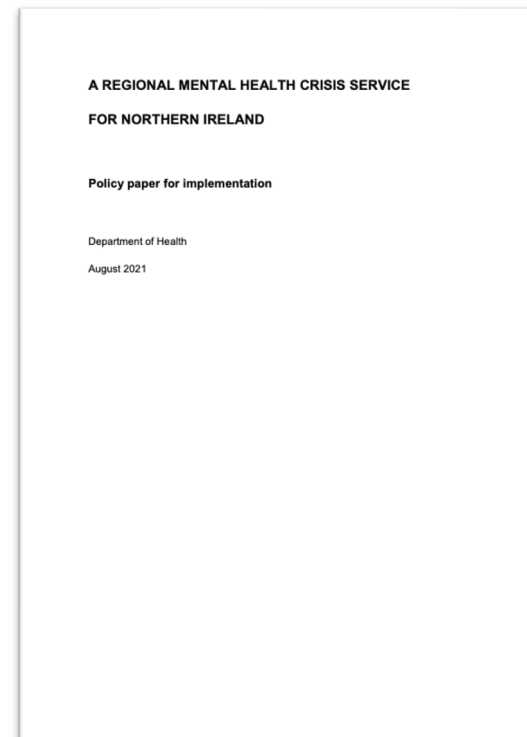 A REGIONAL MENTAL HEALTH CRISIS SERVICE
FOR NORTHERN IRELAND
Policy paper for implementation
Department of Health
August 2021